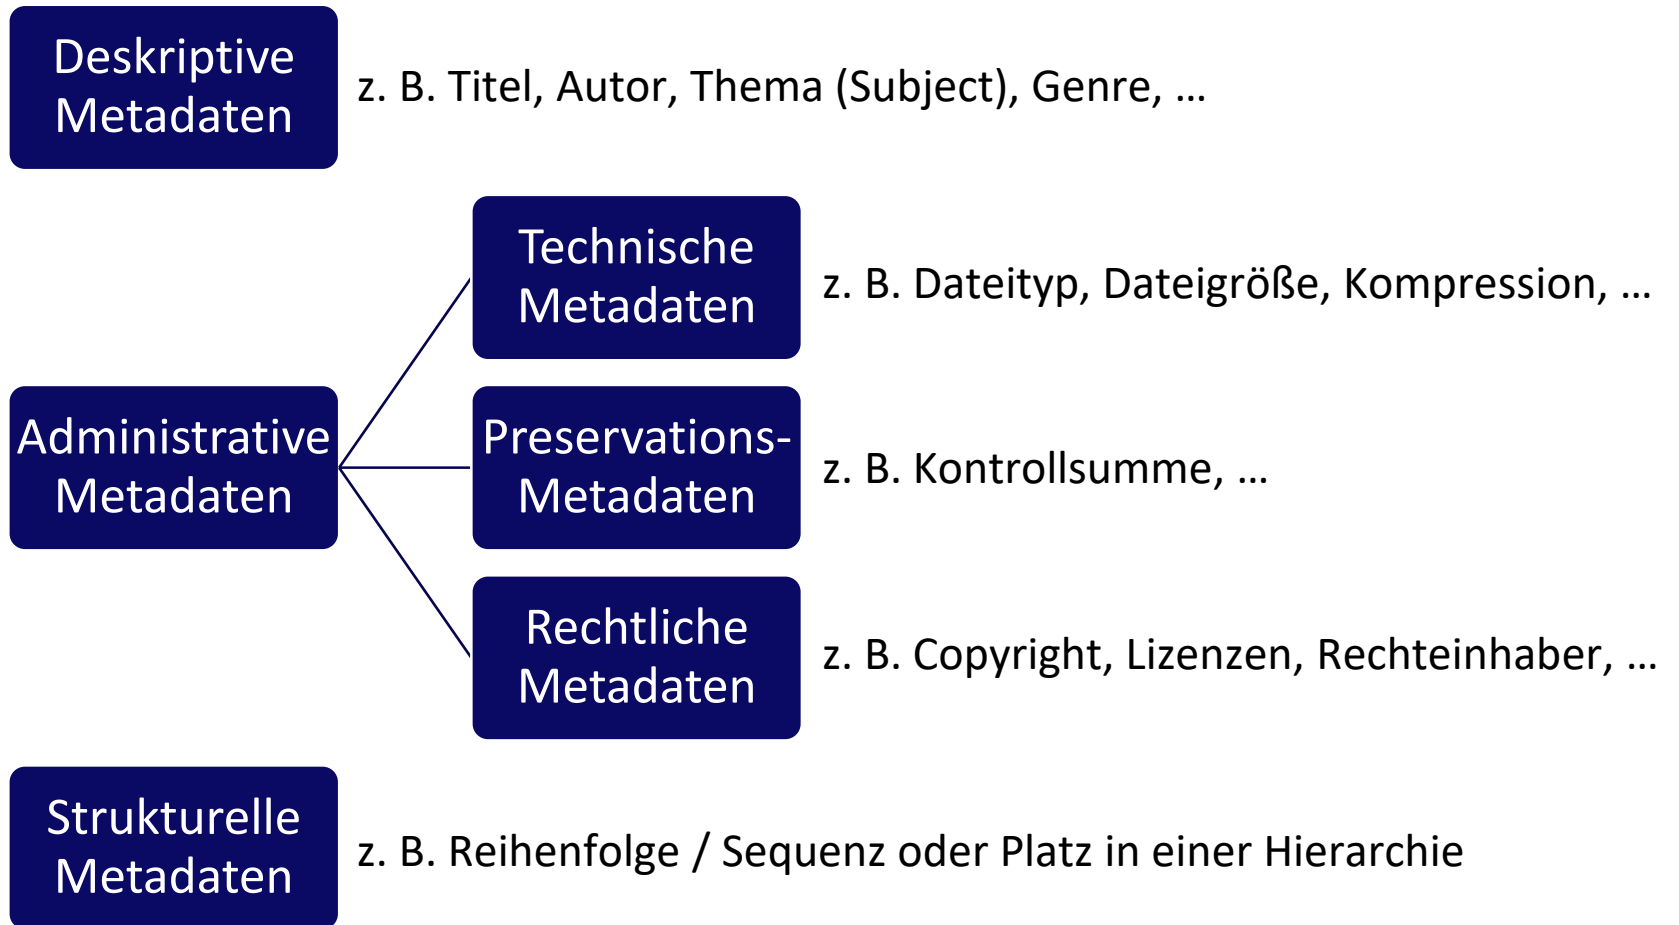 Deskriptive
Metadaten
z. B. Titel, Autor, Thema (Subject), Genre, …
Technische
Metadaten
z. B. Dateityp, Dateigröße, Kompression, …
Administrative
Metadaten
Preservations-
Metadaten
z. B. Kontrollsumme, …
Rechtliche
Metadaten
z. B. Copyright, Lizenzen, Rechteinhaber, …
Strukturelle
Metadaten
z. B. Reihenfolge / Sequenz oder Platz in einer Hierarchie